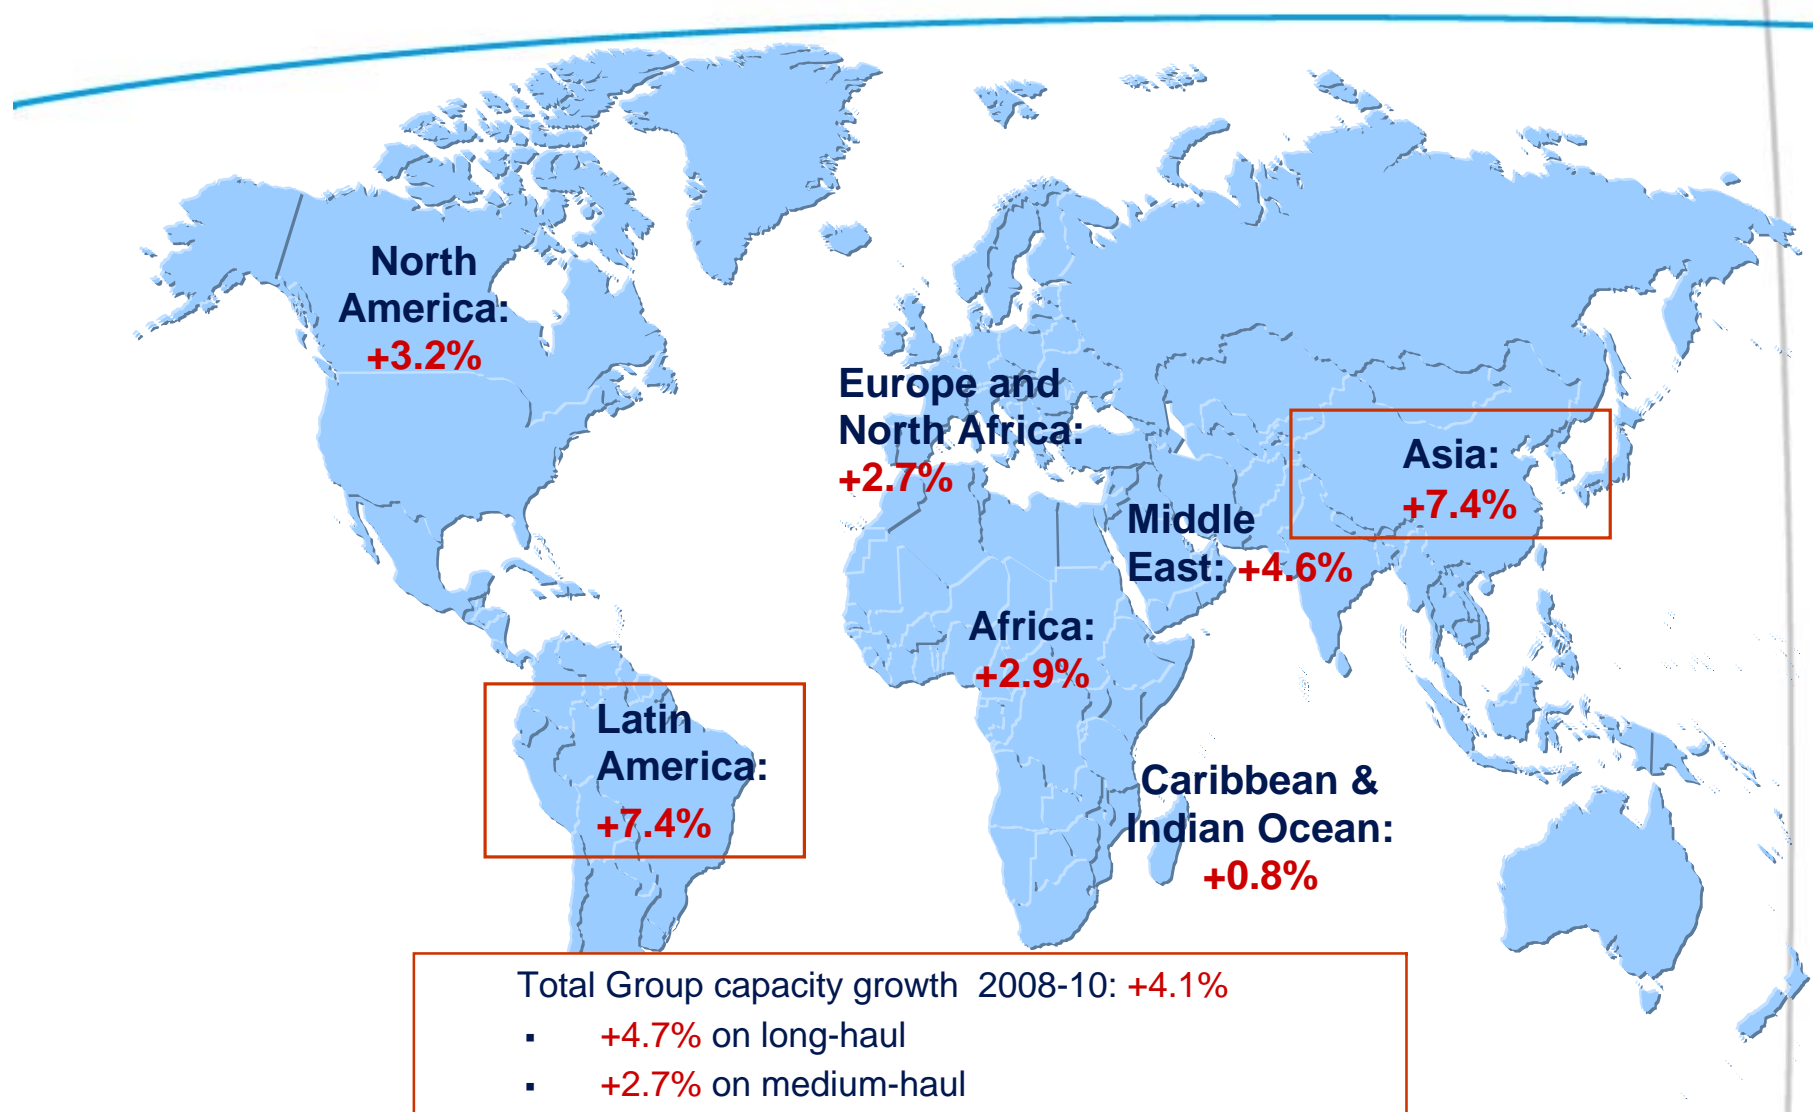 North
America:
+3.2%
Europe and
North Africa:
+2.7%
Asia:
+7.4%
Middle
East: +4.6%
Africa:
+2.9%
Latin
America:
+7.4%
Caribbean &
Indian Ocean:
+0.8%
Total Group capacity growth 2008-10: +4.1%
▪ +4.7% on long-haul
▪ +2.7% on medium-haul